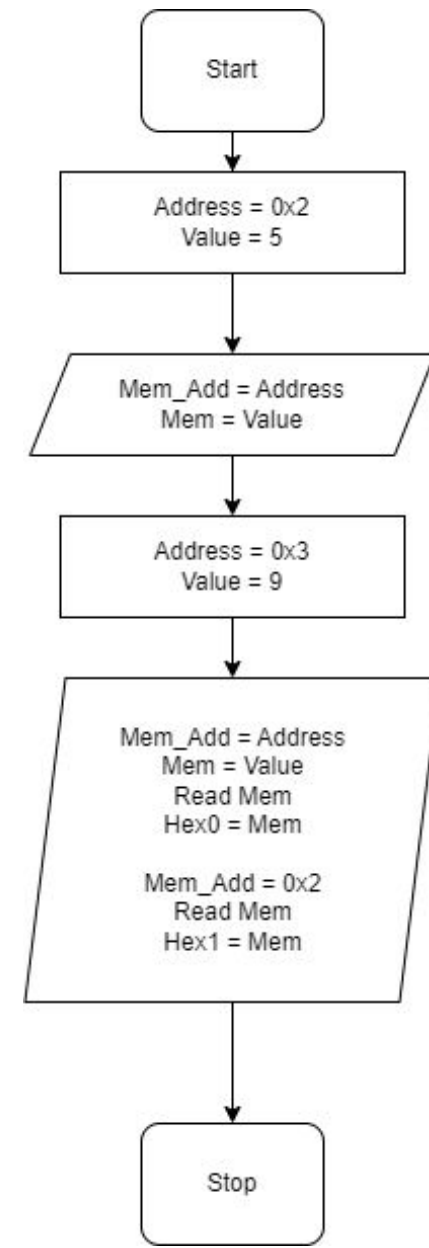 Start
Address = 0x2
Value = 5
Mem_Add = Address
Mem = Value
Address = 0x3
Value = 9
Mem_Add = Address
Mem = Value
Read Mem
Hex0 = Mem
Mem_Add = 0x2
Read Mem
Hex1 = Mem
Stop